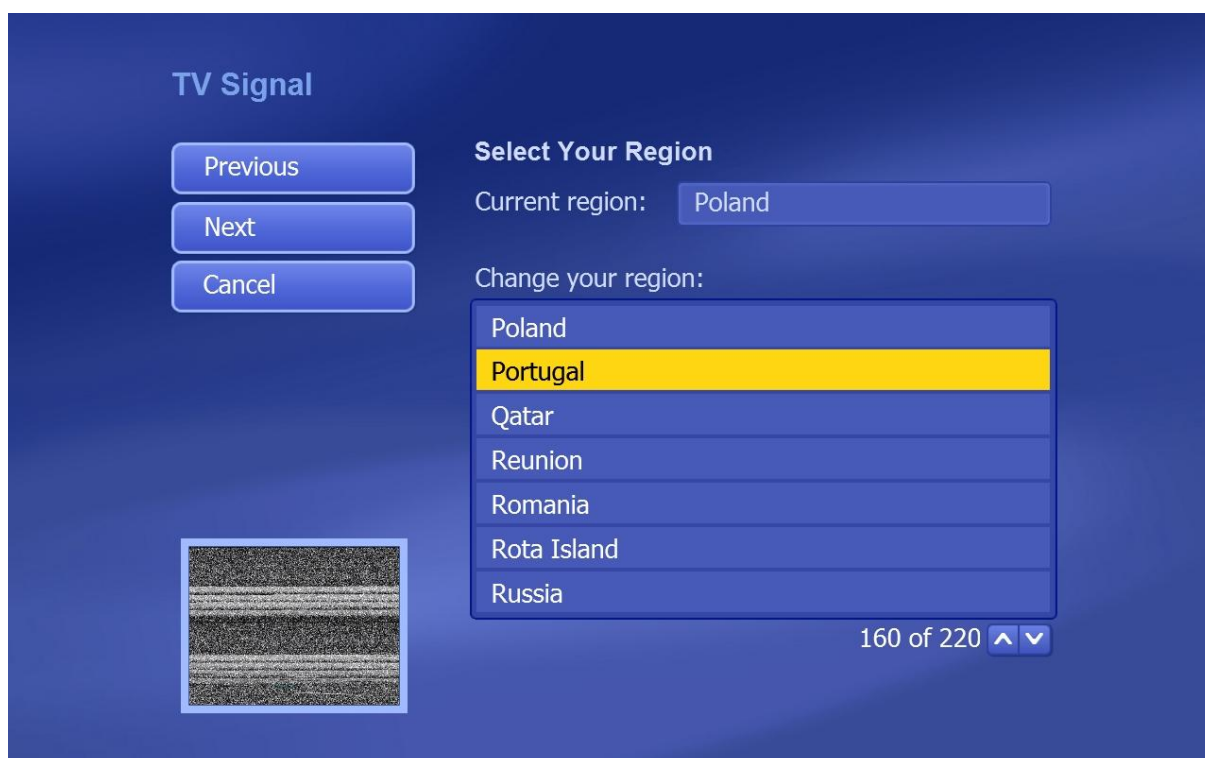 TV Signal
Previous
Next
Cancel
Select Your Region
Current region: Poland
Change your region:
Poland
Portugal
Qatar
Reunion
Romania
Rota Island
Russia
160 of 220